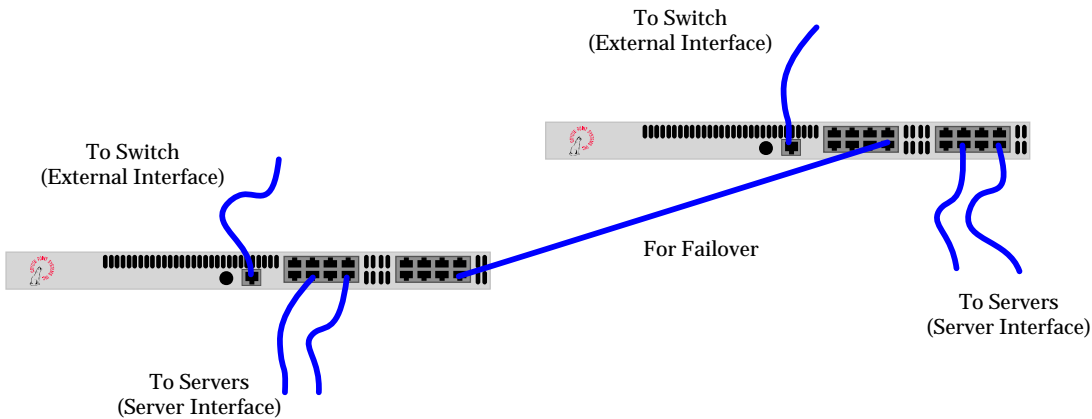 To Switch
(External Interface)
To Switch
(External Interface)
For Failover
To Servers
(Server Interface)
To Servers
(Server Interface)